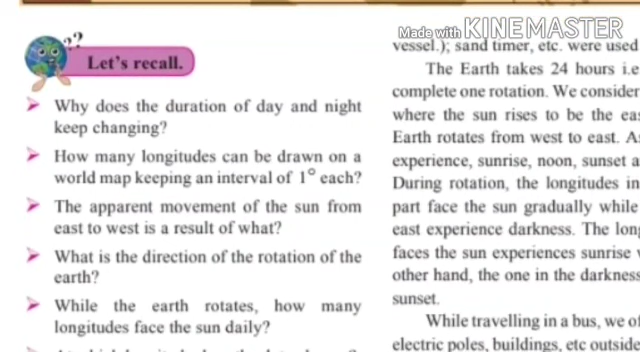 Made with KINEMASTER
??
Let's recall.
Why does the duration of day and night
keep changing?
How many longitudes can be drawn on a
world map keeping an interval of 1° each?
The apparent movement of the sun from
east to west is a result of what?
What is the direction of the rotation of the
earth?
While the earth rotates, how many
longitudes face the sun daily?
vessel.); sand timer, etc. were used
The Earth takes 24 hours i.e
complete one rotation. We consider
where the sun rises to be the
Earth rotates from west to east.
experience, sunrise, noon, sunset
During rotation, the longitudes in
part face the sun gradually while
east experience darkness. The
faces the sun experiences sunrise
other hand, the one in the darkness
sunset.
While travelling in a bus, we
electric poles, buildings, etc outside